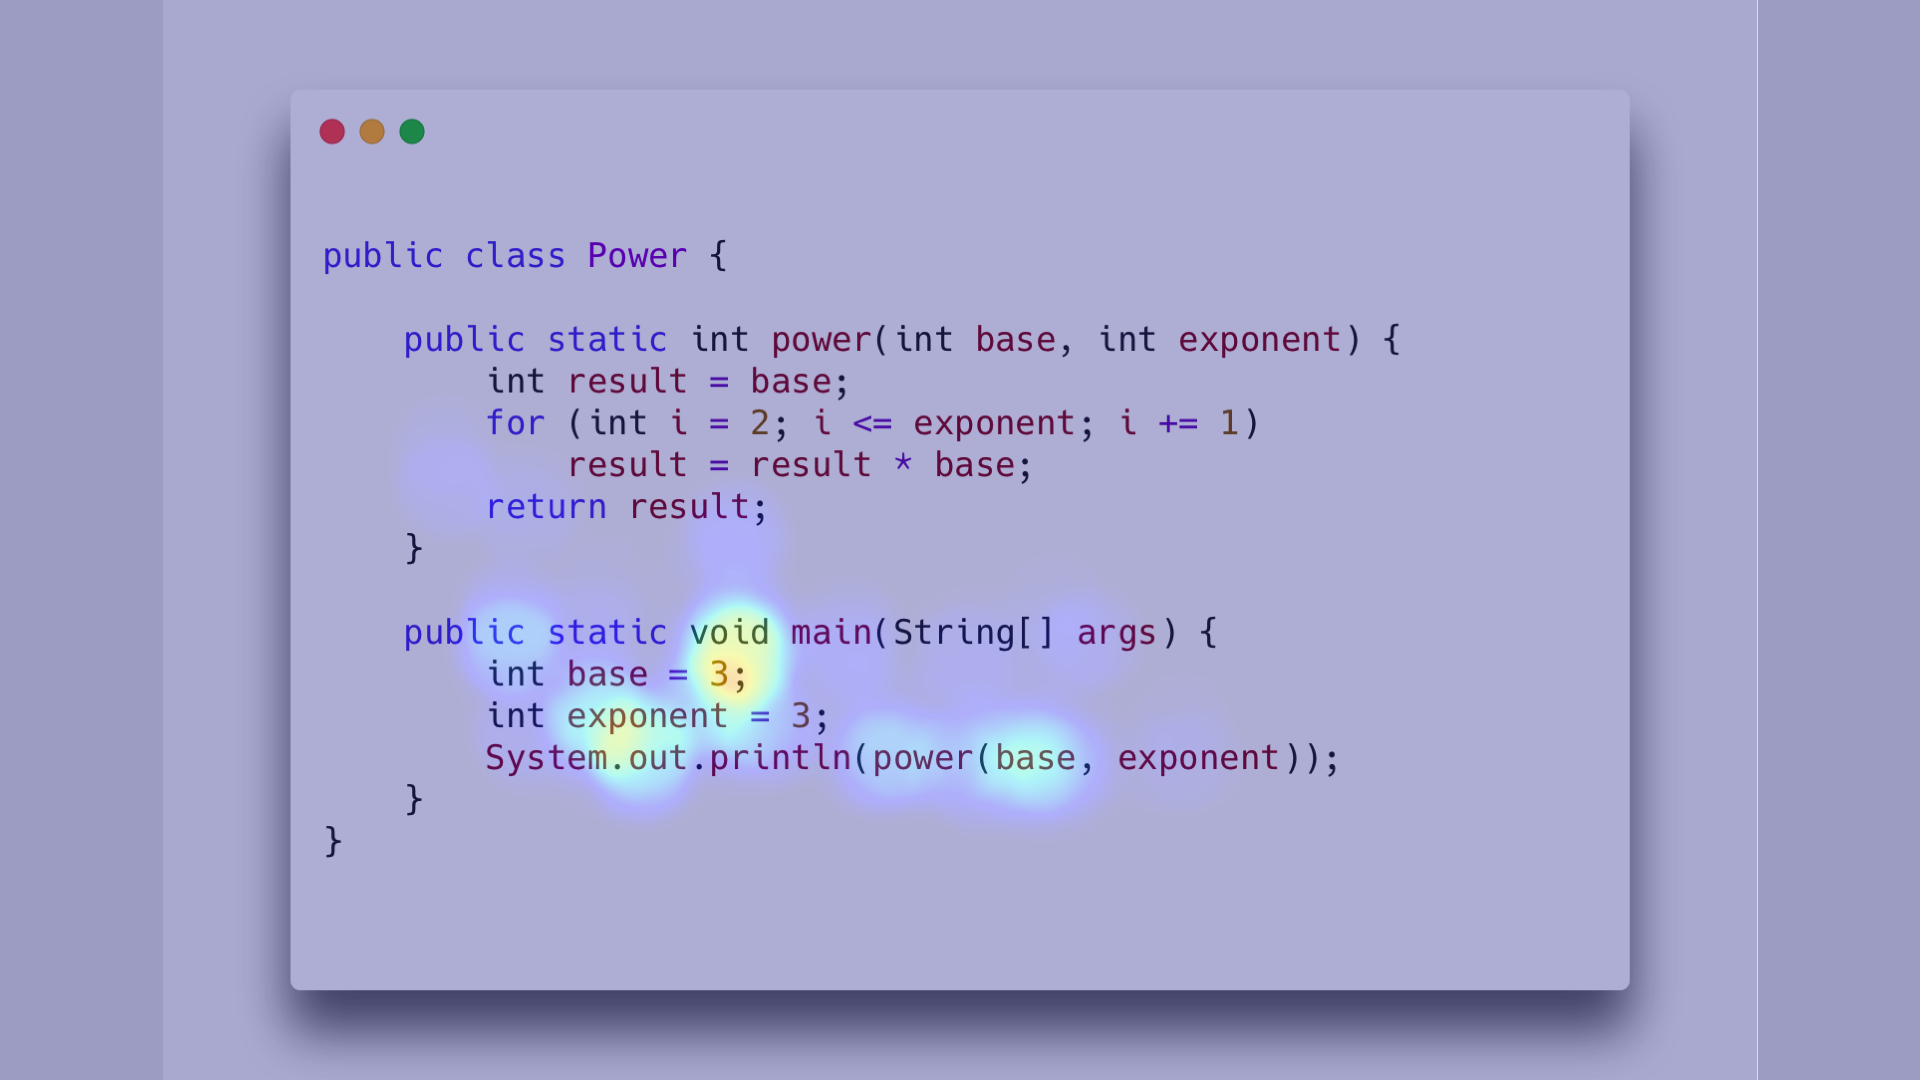 public class Power {
public static int power(int base, int exponent) {
int result = base;
for (int i = 2; i <= exponent; i += 1)
result = result * base;
return result;
}
public static void main(String[] args) {
int base = 3;
int exponent = 3;
System.out.println(power(base, exponent));
}
}